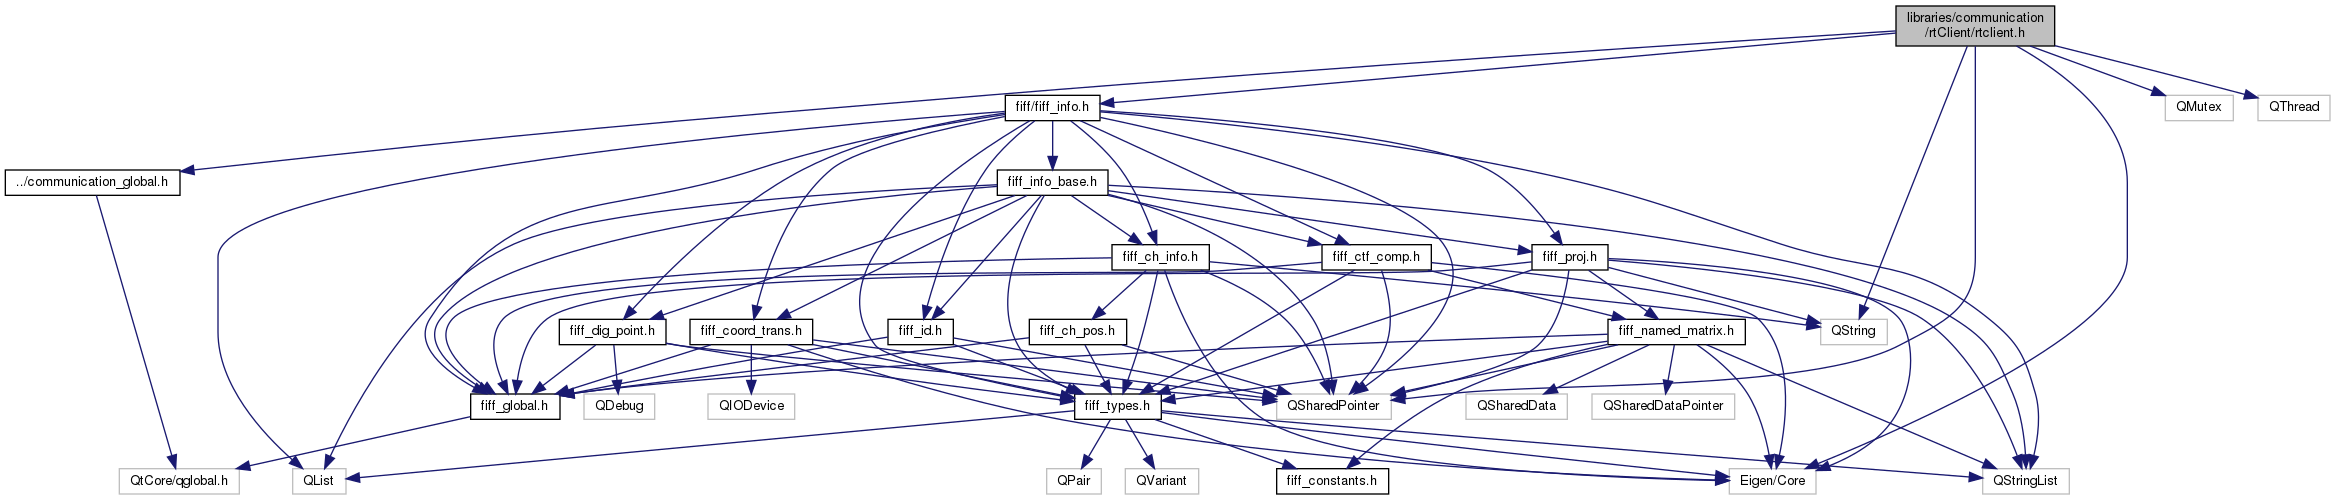 libraries/communication
/rtClient/rtclient.h
fiff/fiff_info.h
QMutex
QThread
../communication_global.h
fiff_info_base.h
fiff_ch_info.h
fiff_ctf_comp.h
fiff_proj.h
fiff_dig_point.h
fiff_coord_trans.h
fiff_id.h
fiff_ch_pos.h
fiff_named_matrix.h
QString
fiff_global.h
QDebug
QIODevice
fiff_types.h
QSharedPointer
QSharedData
QSharedDataPointer
QtCore/qglobal.h
QList
QPair
QVariant
fiff_constants.h
Eigen/Core
QStringList